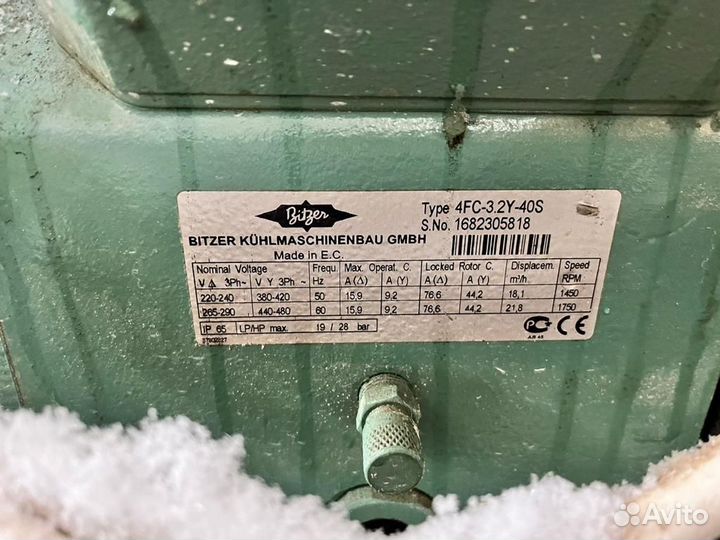 Bitzer
Type 4FC-3.2Y-40S
S.No. 1682305818
BITZER KÜHLMASCHINENBAU GMBH
Made in E.C.
Nominal Voltage Frequ. Max. Operat. C. Locked Rotor C. Displacem. Speed
V Δ 3Ph~ V Y 3Ph ~ Hz A (Δ) A (Y) A (Δ) A (Y) m³/h RPM
220-240 380-420 50 15,9 9,2 76,6 44,2 18,1 1450
265-290 440-480 60 15,9 9,2 76,6 44,2 21,8 1750
IP 65 LP/HP max. 19 / 28 bar
CE
Avito